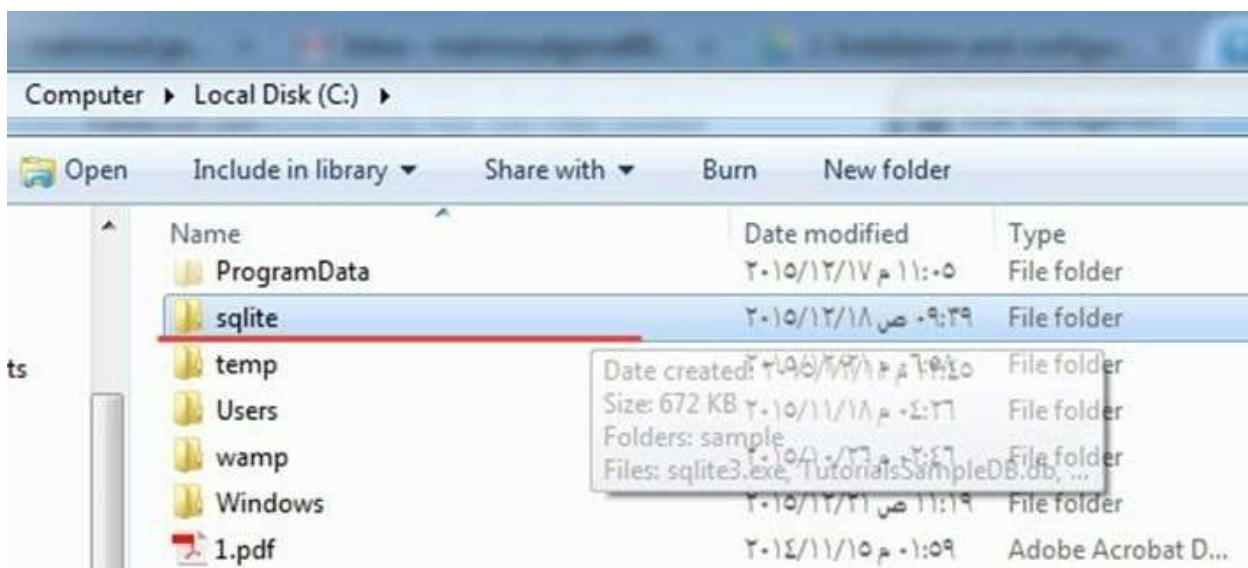 Computer ▸ Local Disk (C:) ▸
Open Include in library ▾ Share with ▾ Burn New folder
Name Date modified Type
ProgramData ٢٠١٥/١٢/١٧ م ١١:٠٥ File folder
sqlite ٢٠١٥/١٢/١٨ ص ٠٩:٣٩ File folder
temp File folder
Date created:
Users ٢٠١٥/١١/١٨ م ٠٤:٢٦ File folder
Size: 672 KB
Folders: sample
wamp File folder
Files: sqlite3.exe, TutorialsSampleDB.db, ...
Windows ٢٠١٥/١٢/٢١ ص ١١:١٩ File folder
1.pdf ٢٠١٤/١١/١٥ م ٠١:٥٩ Adobe Acrobat D...
ts